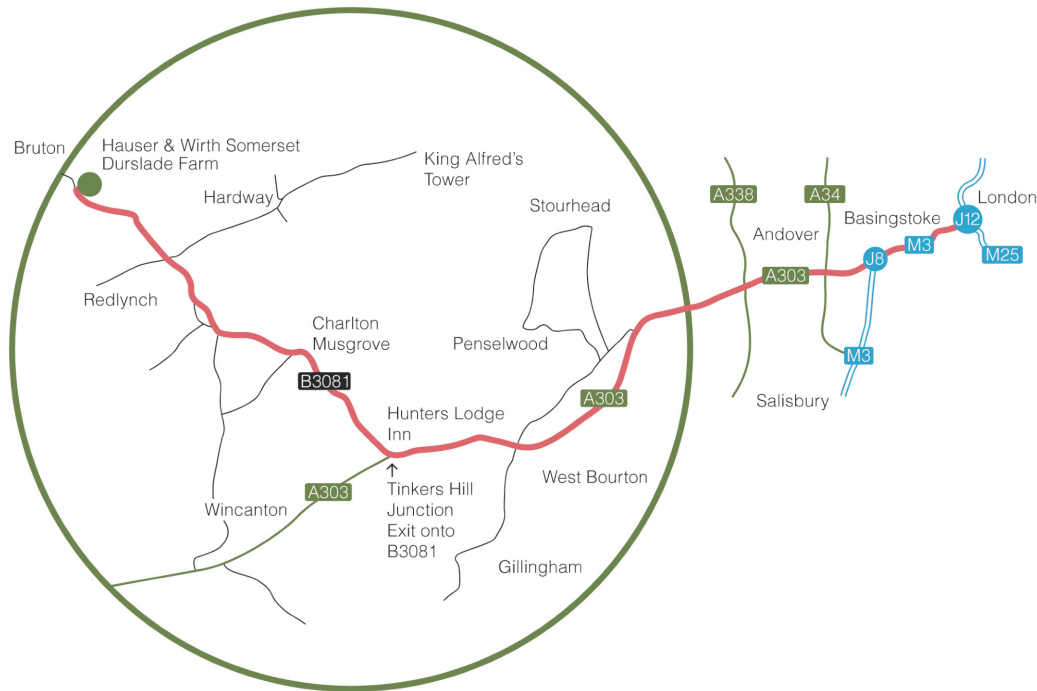 Bruton
Hauser & Wirth Somerset
Durslade Farm
King Alfred's
Tower
Hardway
Stourhead
Redlynch
Charlton
Musgrove
Penselwood
B3081
A303
Hunters Lodge
Inn
West Bourton
Tinkers Hill
Junction
Exit onto
B3081
A303
Wincanton
Gillingham
A338
A34
London
J12
Basingstoke
Andover
M3
M25
J8
A303
M3
Salisbury